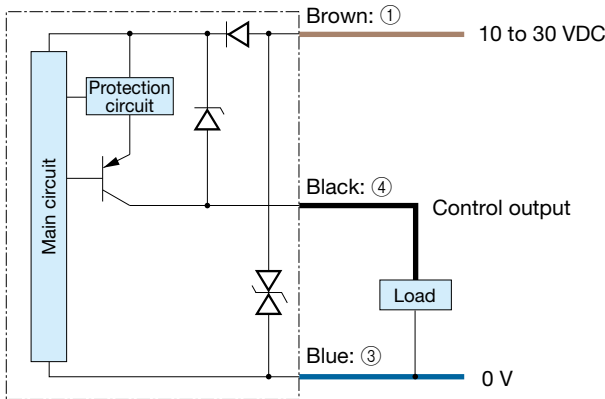 Brown: ①
10 to 30 VDC
Protection
circuit
Main circuit
Black: ④
Control output
Load
Blue: ③
0 V